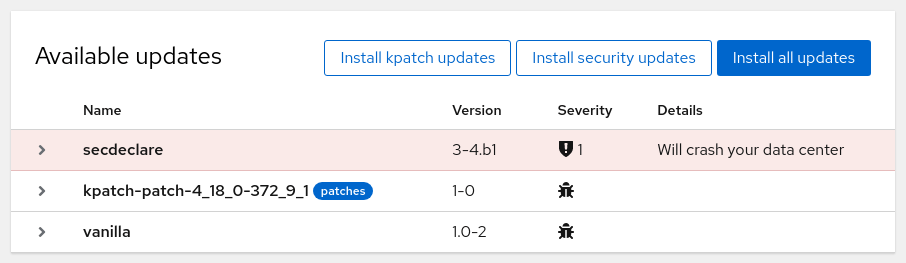 Available updates
Install kpatch updates
Install security updates
Install all updates
Name Version Severity Details
secdeclare 3-4.b1 1 Will crash your data center
kpatch-patch-4_18_0-372_9_1 patches 1-0
vanilla 1.0-2